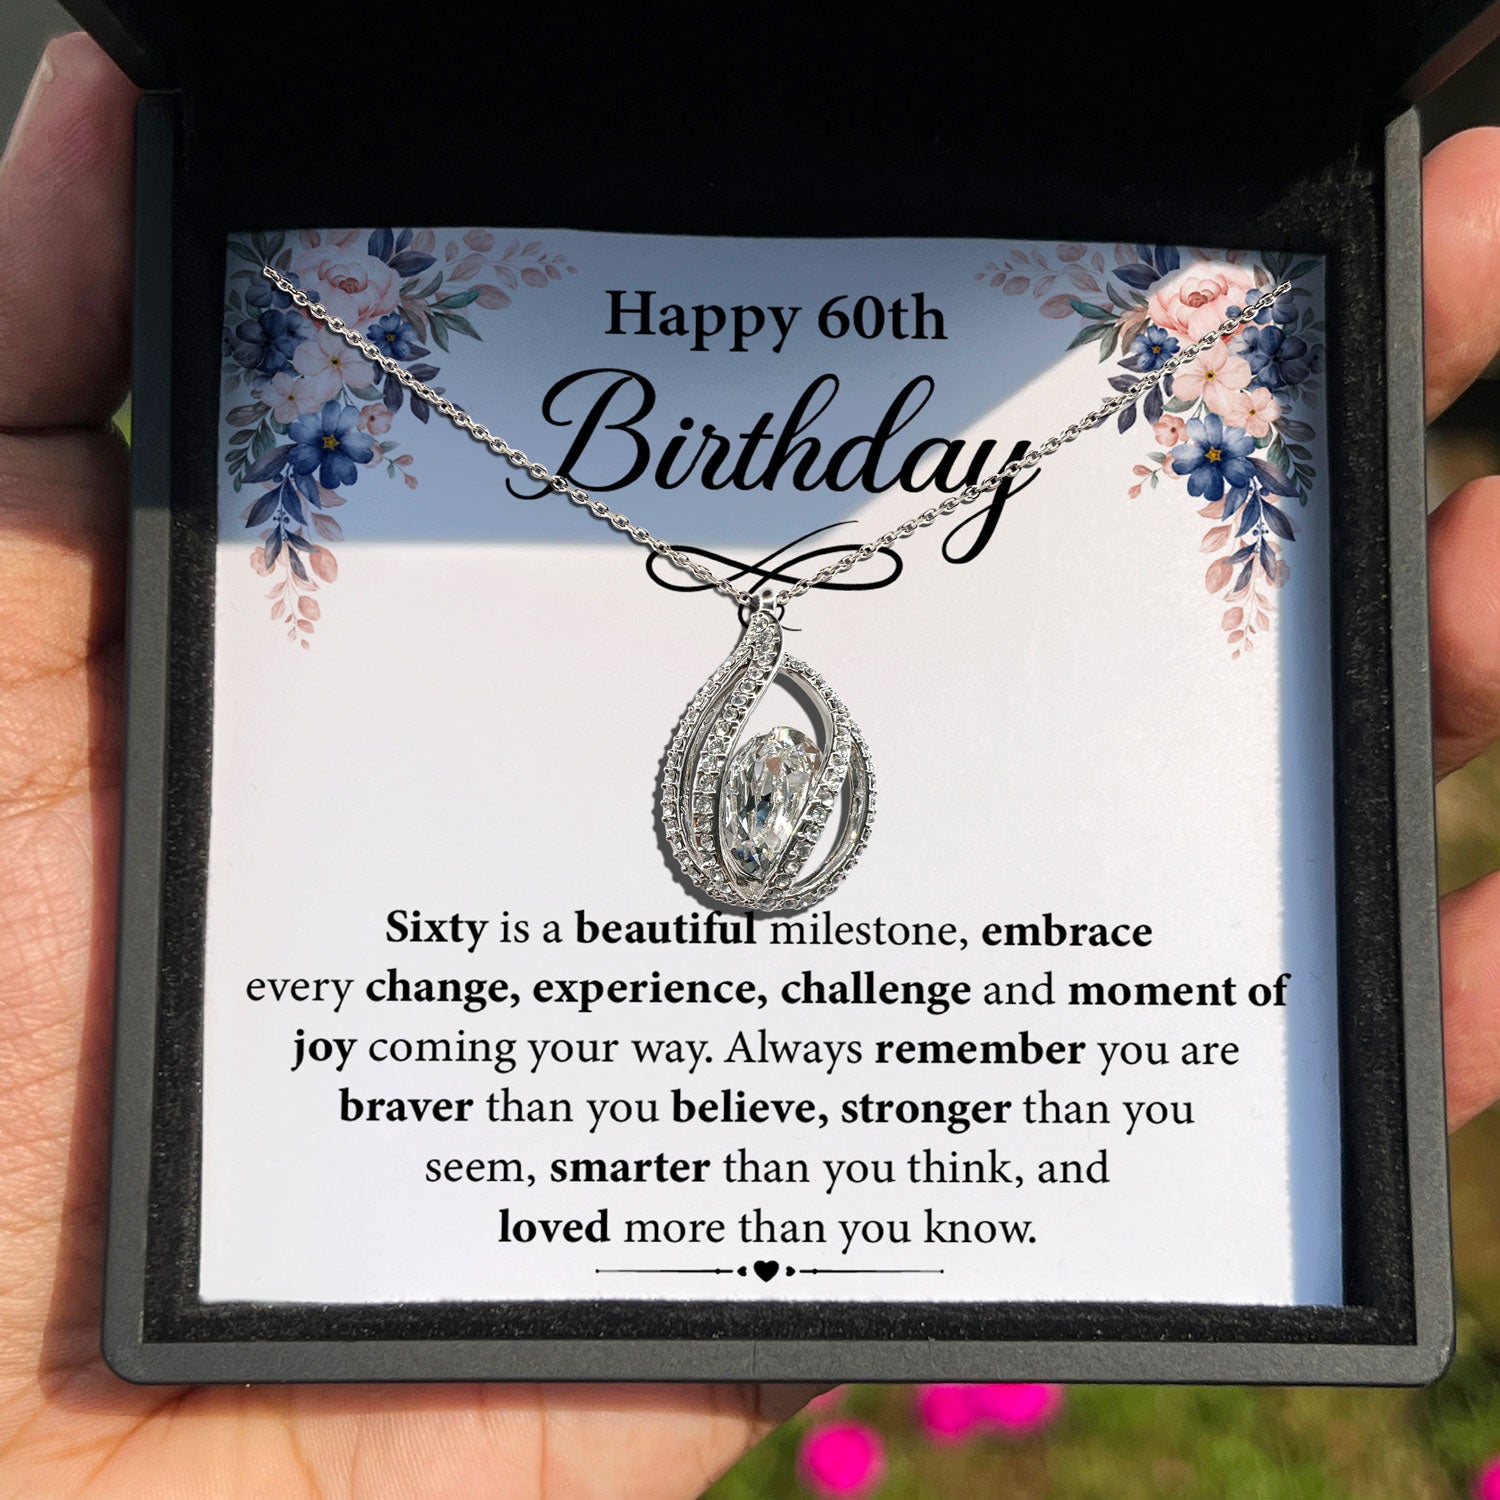 Happy 60th
Birthday
Sixty is a beautiful milestone, embrace
every change, experience, challenge and moment of
joy coming your way. Always remember you are
braver than you believe, stronger than you
seem, smarter than you think, and
loved more than you know.